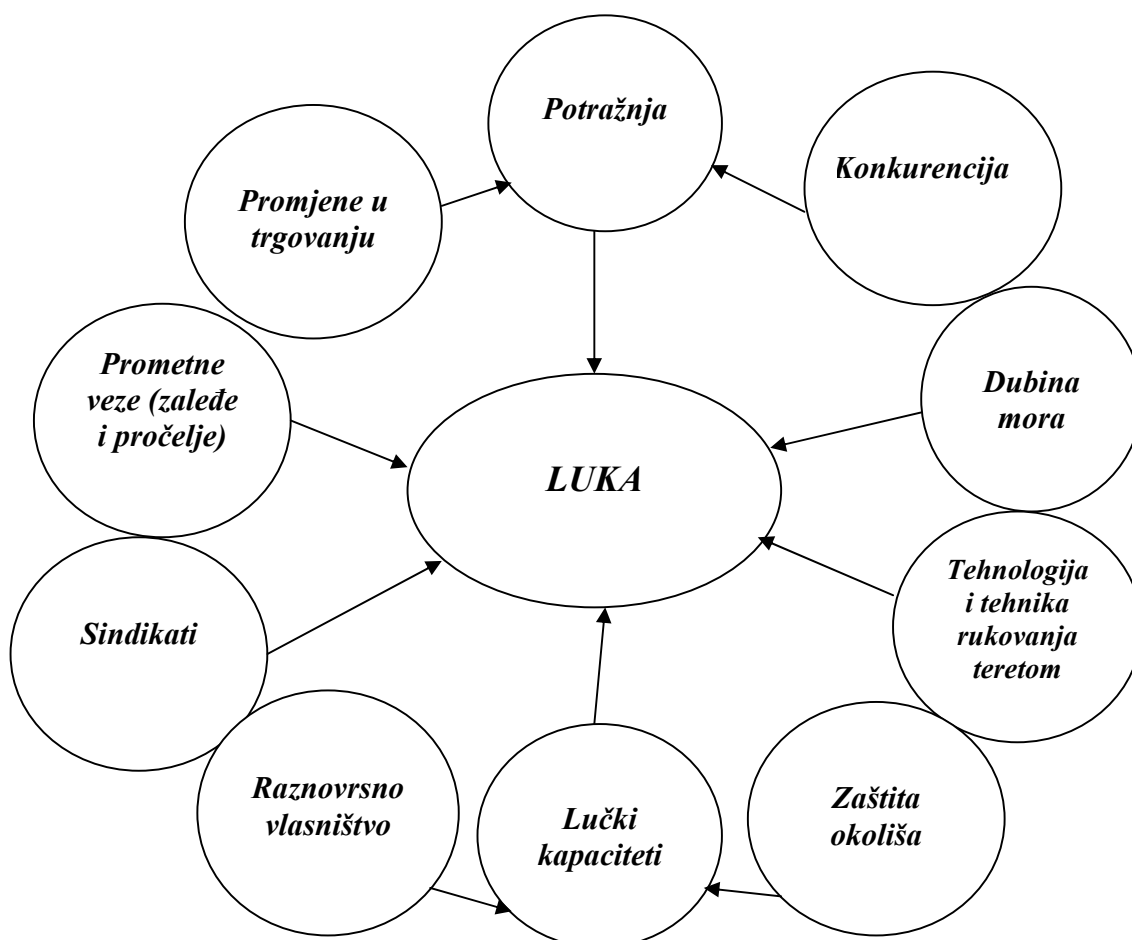 Potražnja
Konkurencija
Promjene u
trgovanju
Prometne
veze (zaleđe
i pročelje)
Dubina
mora
LUKA
Tehnologija
i tehnika
rukovanja
teretom
Sindikati
Raznovrsno
vlasništvo
Lučki
kapaciteti
Zaštita
okoliša